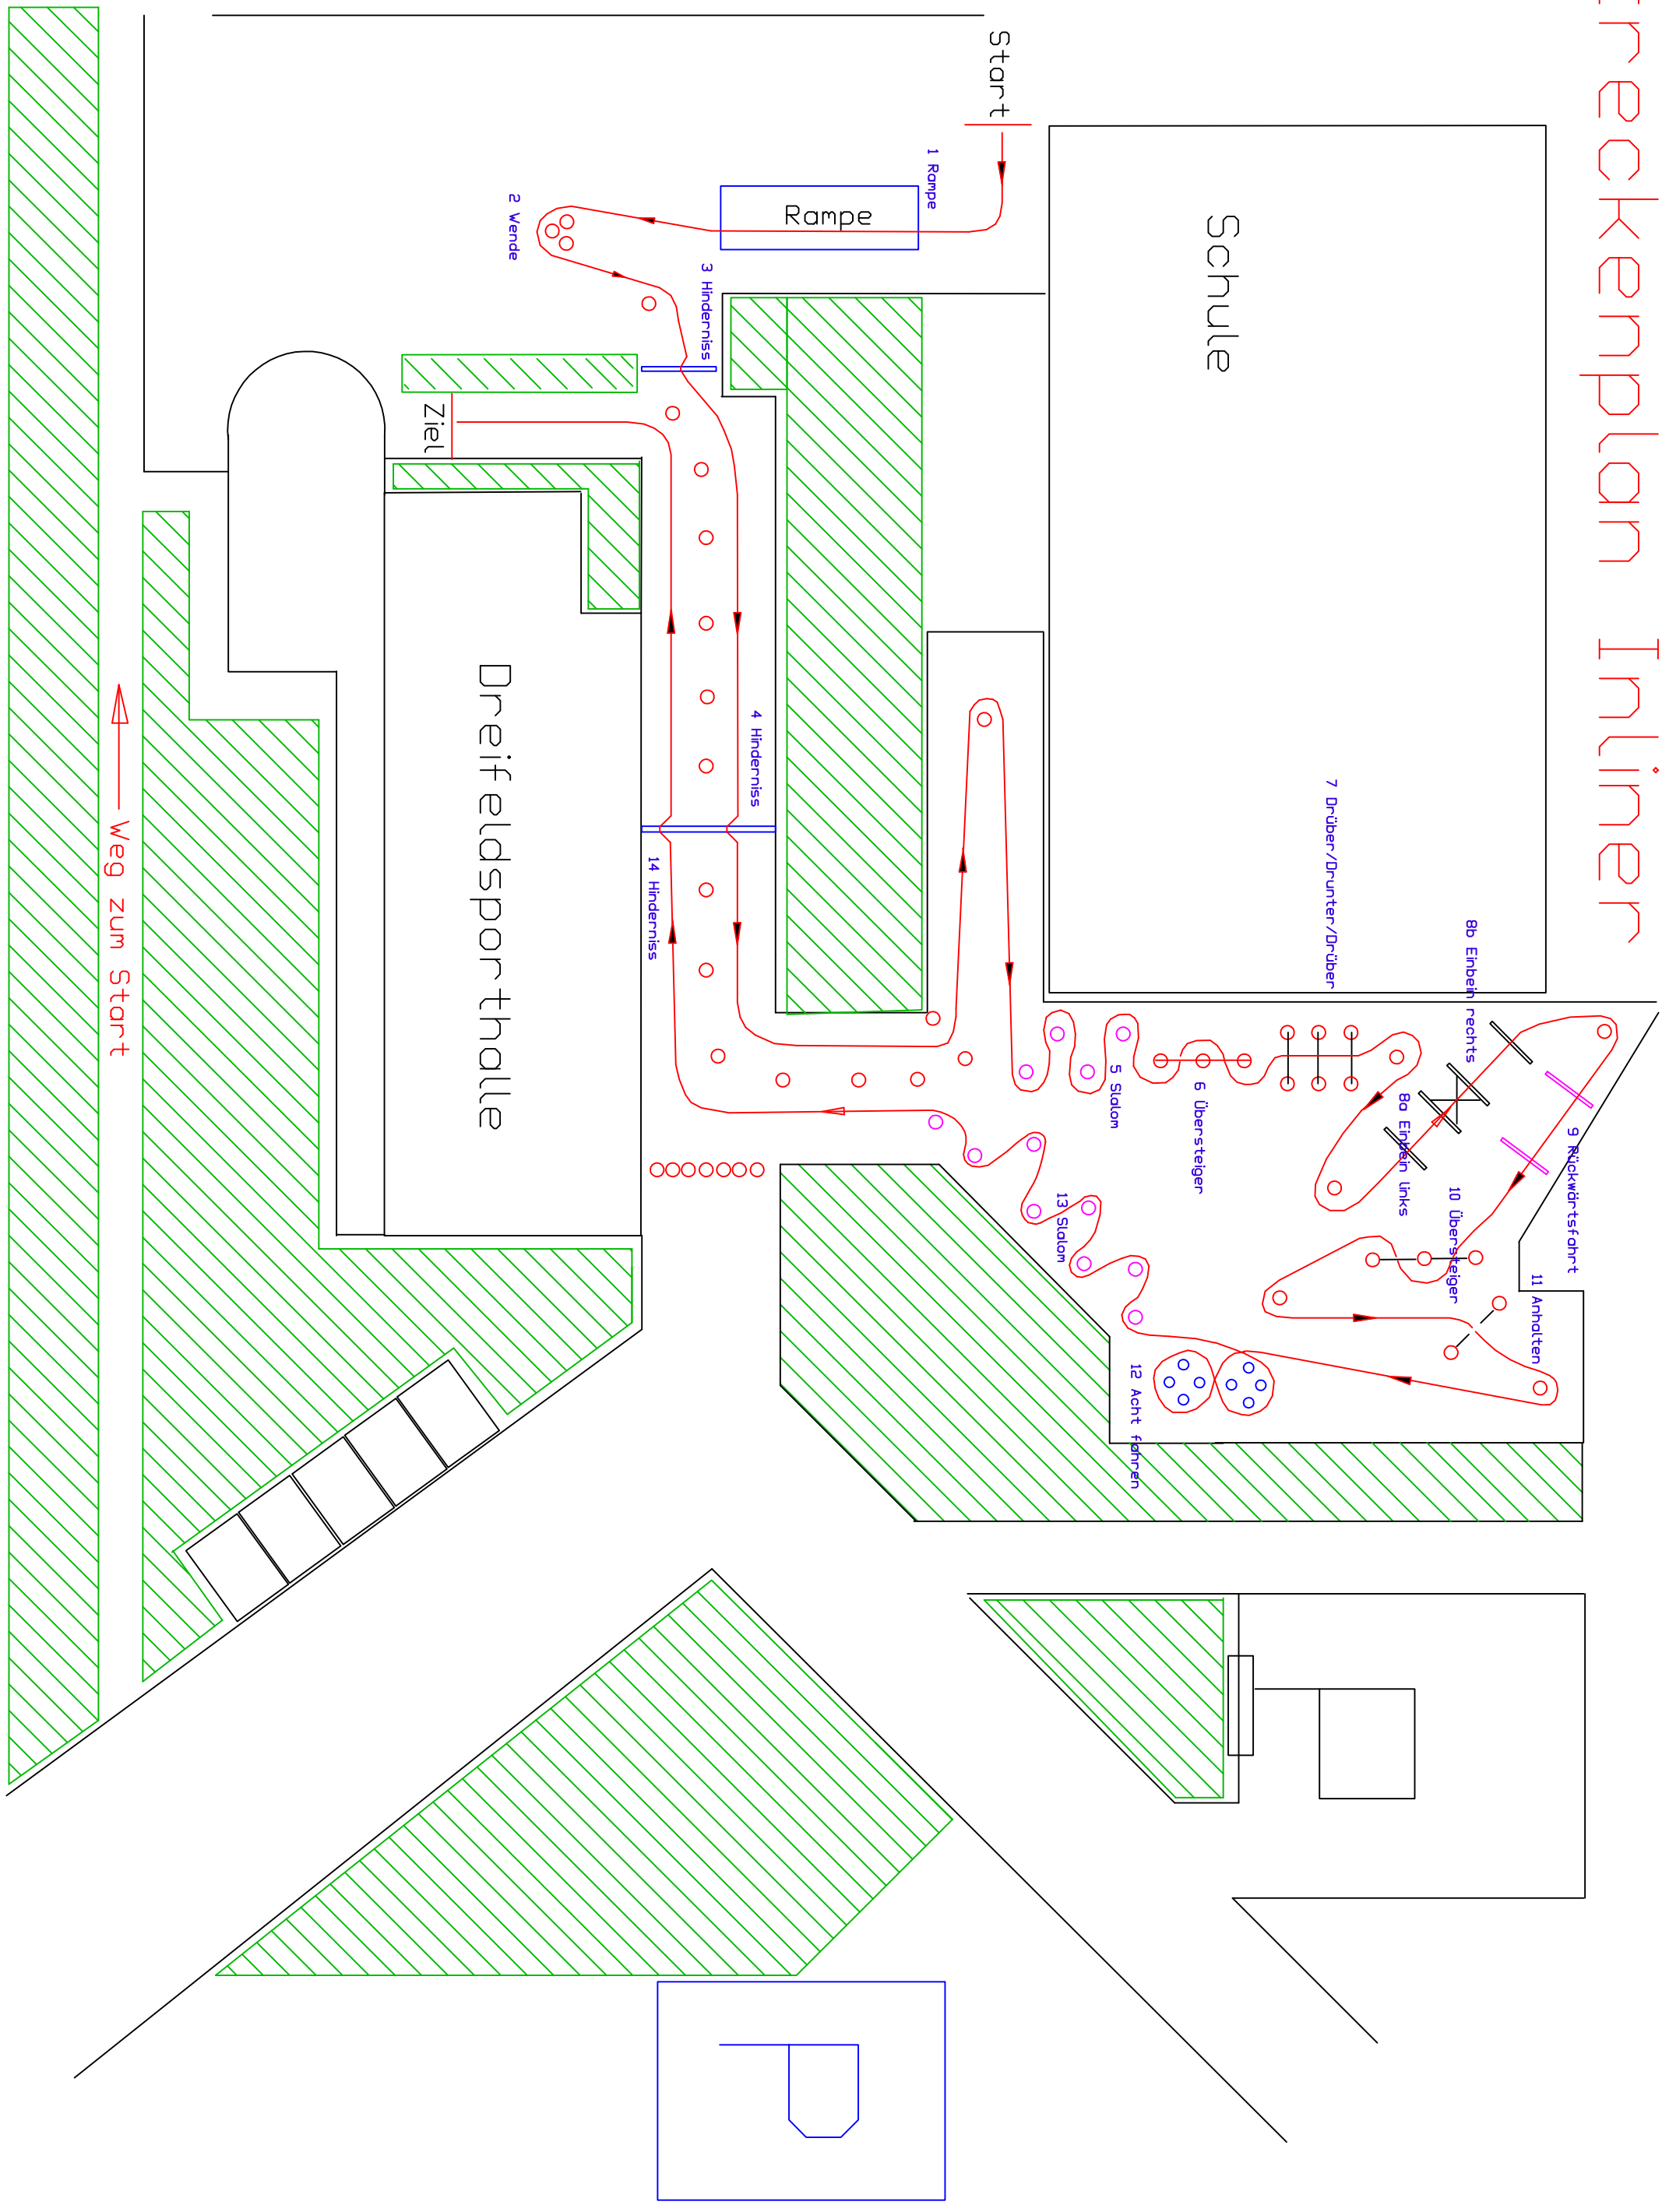 reckenplan Inliner
Start
1 Rampe
Rampe
2 Wende
3 Hinderniss
Schule
Ziel
4 Hinderniss
Dreifeldsporthalle
14 Hinderniss
Weg zum Start
7 Drüber/Drunter/Drüber
8b Einbein rechts
8a Einbein links
5 Slalom
6 Übersteiger
9 Rückwärtsfahrt
10 Übersteiger
13 Slalom
11 Anhalten
12 Acht fahren
P